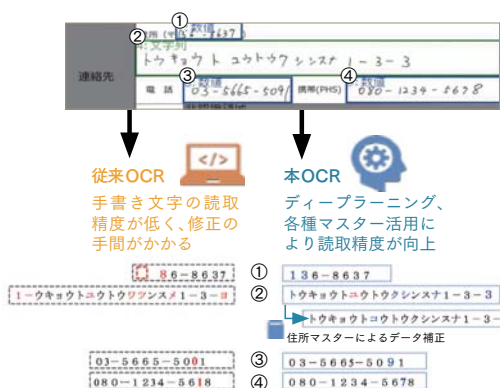 ①
住所 (〒136-8637)
数値
②
4:文字列
トウキョウト コウトウク シンスナ 1-3-3
連絡先
③
数値
④
数値
電話 03-5665-5091 携帯(PHS) 080-1234-5678
従来OCR
</>
本OCR
手書き文字の読取
精度が低く、修正の
手間がかかる
ディープラーニング、
各種マスター活用に
より読取精度が向上
86-8637
①
136-8637
1-ウキョウトユウトウワツンスメ1-3-ヨ
②
トウキョウトユウトウクシンスナ1-3-3
トウキョウトコウトウクシンスナ1-3-
住所マスターによるデータ補正
03-5665-5001
③
03-5665-5091
080-1234-5618
④
080-1234-5678